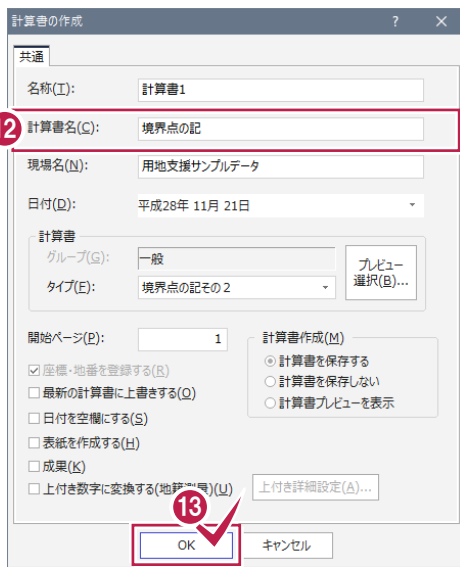 計算書の作成 ? ×
共通
名称(T): 計算書1
12 計算書名(C): 境界点の記
現場名(N): 用地支援サンプルデータ
日付(D): 平成28年 11月 21日
計算書
グループ(G): 一般
タイプ(F): 境界点の記その2
プレビュー
選択(B)...
開始ページ(P): 1
計算書作成(M)
座標・地番を登録する(R)
計算書を保存する
最新の計算書に上書きする(O)
計算書を保存しない
日付を空欄にする(S)
計算書プレビューを表示
表紙を作成する(H)
成果(K)
上付き数字に変換する(地籍測量)(U) 上付き詳細設定(A)...
13
OK キャンセル